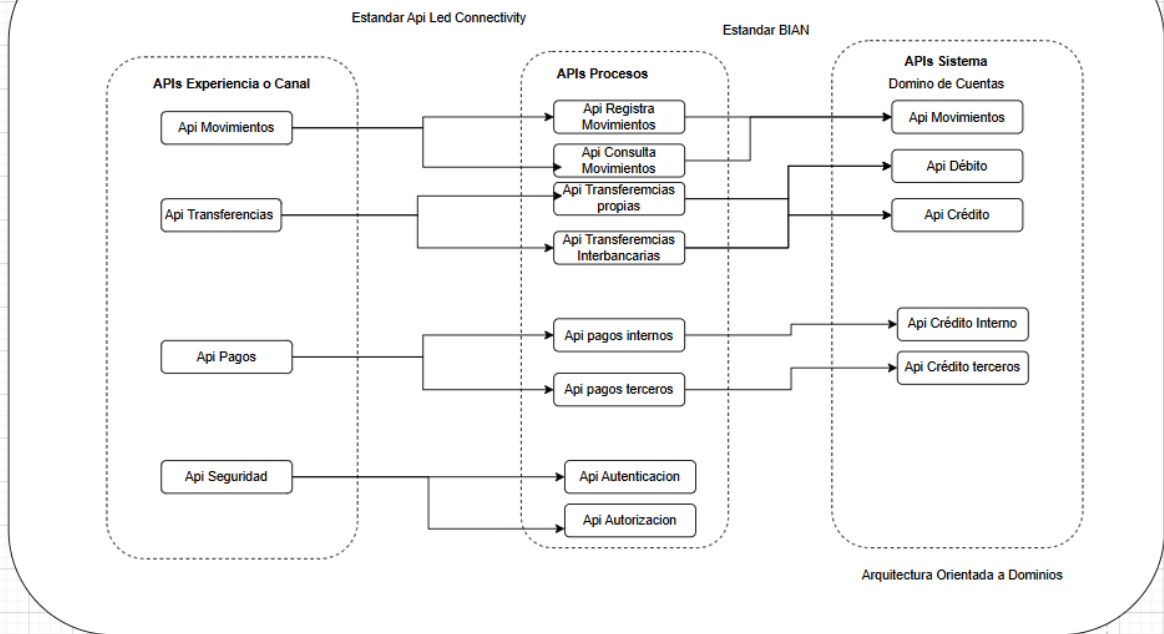 Estandar Api Led Connectivity
Estandar BIAN
APIs Experiencia o Canal
APIs Procesos
APIs Sistema
Domino de Cuentas
Api Movimientos
Api Registra
Movimientos
Api Movimientos
Api Consulta
Movimientos
Api Débito
Api Transferencias
Api Transferemcias
propias
Api Crédito
Api Transferemcias
Interbancarias
Api Pagos
Api pagos internos
Api Crédito Interno
Api pagos terceros
Api Crédito terceros
Api Seguridad
Api Autenticacion
Api Autorizacion
Arquitectura Orientada a Dominios